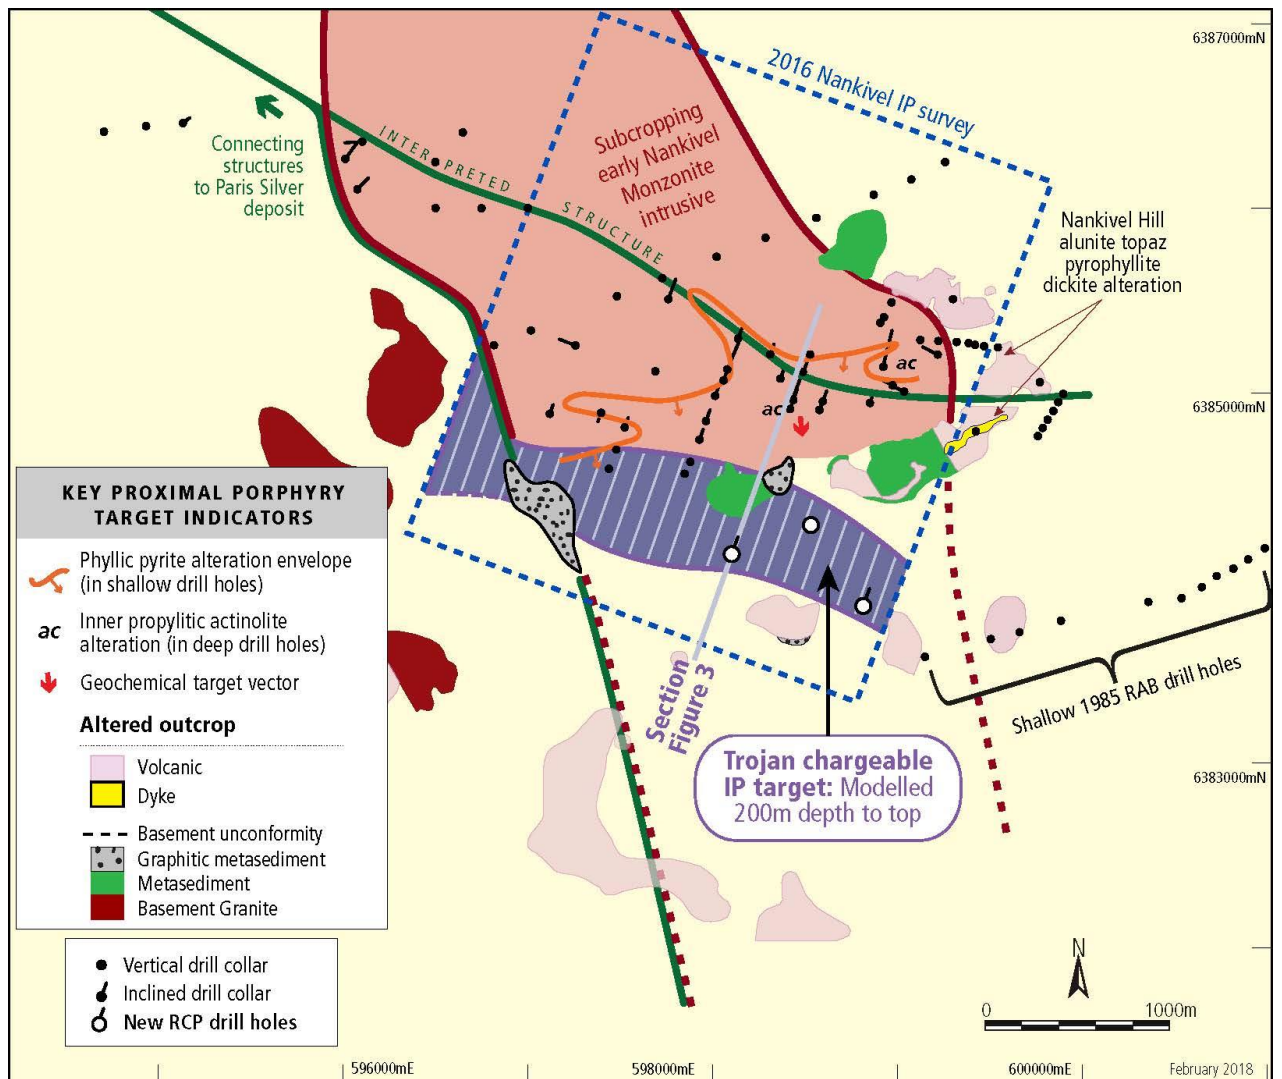 6387000mN
2016 Nankivel IP survey
Subcropping
early Nankivel
Monzonite
intrusive
Connecting
structures
to Paris Silver
deposit
INTERPRETED
STRUCTURE
Nankivel Hill
alunite topaz
pyrophyllite
dickite alteration
ac
ac
6385000mN
KEY PROXIMAL PORPHYRY
TARGET INDICATORS
Phyllic pyrite alteration envelope
(in shallow drill holes)
ac
Inner propylitic actinolite
alteration (in deep drill holes)
Geochemical target vector
Altered outcrop
Volcanic
Dyke
Basement unconformity
Graphitic metasediment
Metasediment
Basement Granite
Vertical drill collar
Inclined drill collar
New RCP drill holes
Section
Figure 3
Trojan chargeable
IP target: Modelled
200m depth to top
Shallow 1985 RAB drill holes
6383000mN
N
0
1000m
596000mE
598000mE
600000mE
February 2018